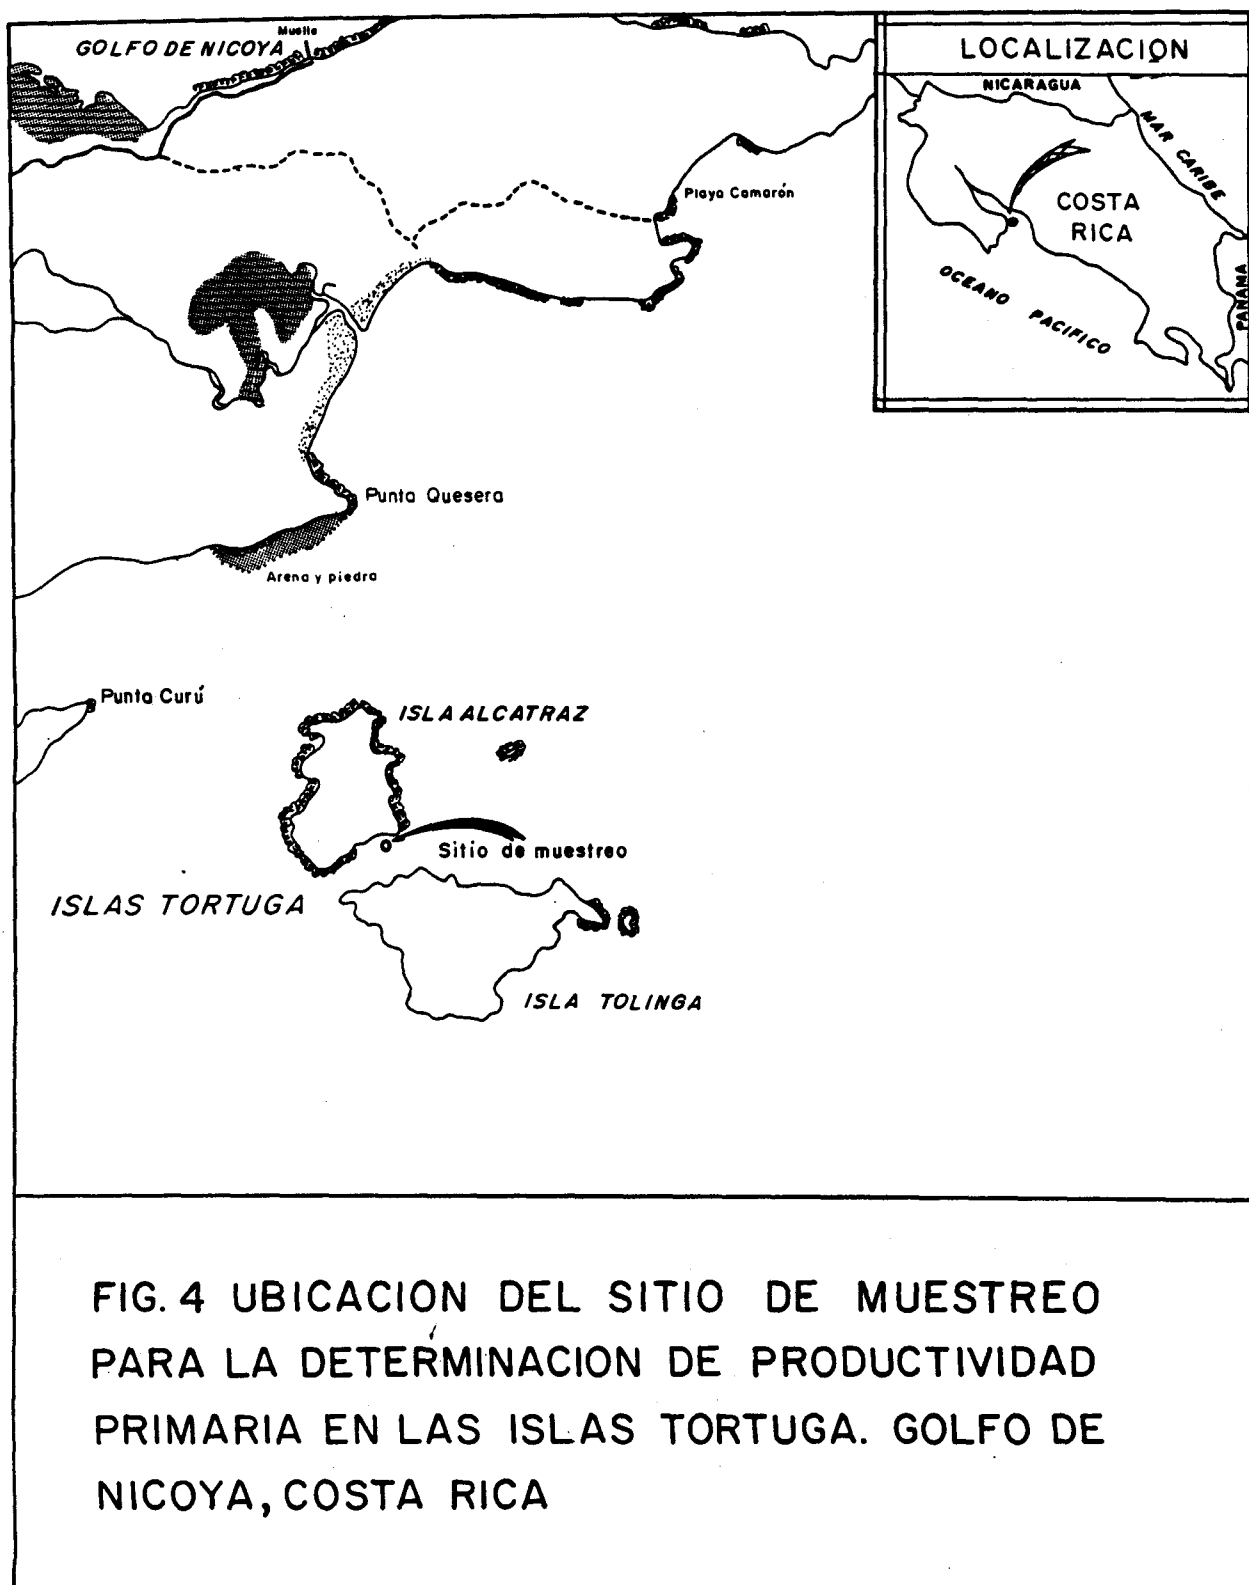 GOLFO DE NICOYA
Muelle
LOCALIZACION
NICARAGUA
MAR CARIBE
COSTA
RICA
OCEANO PACIFICO
PANAMA
Playa Camarón
Punta Quesera
Arena y piedra
Punta Curú
ISLA ALCATRAZ
Sitio de muestreo
ISLAS TORTUGA
ISLA TOLINGA
FIG. 4 UBICACION DEL SITIO DE MUESTREO
PARA LA DETERMINACION DE PRODUCTIVIDAD
PRIMARIA EN LAS ISLAS TORTUGA. GOLFO DE
NICOYA, COSTA RICA